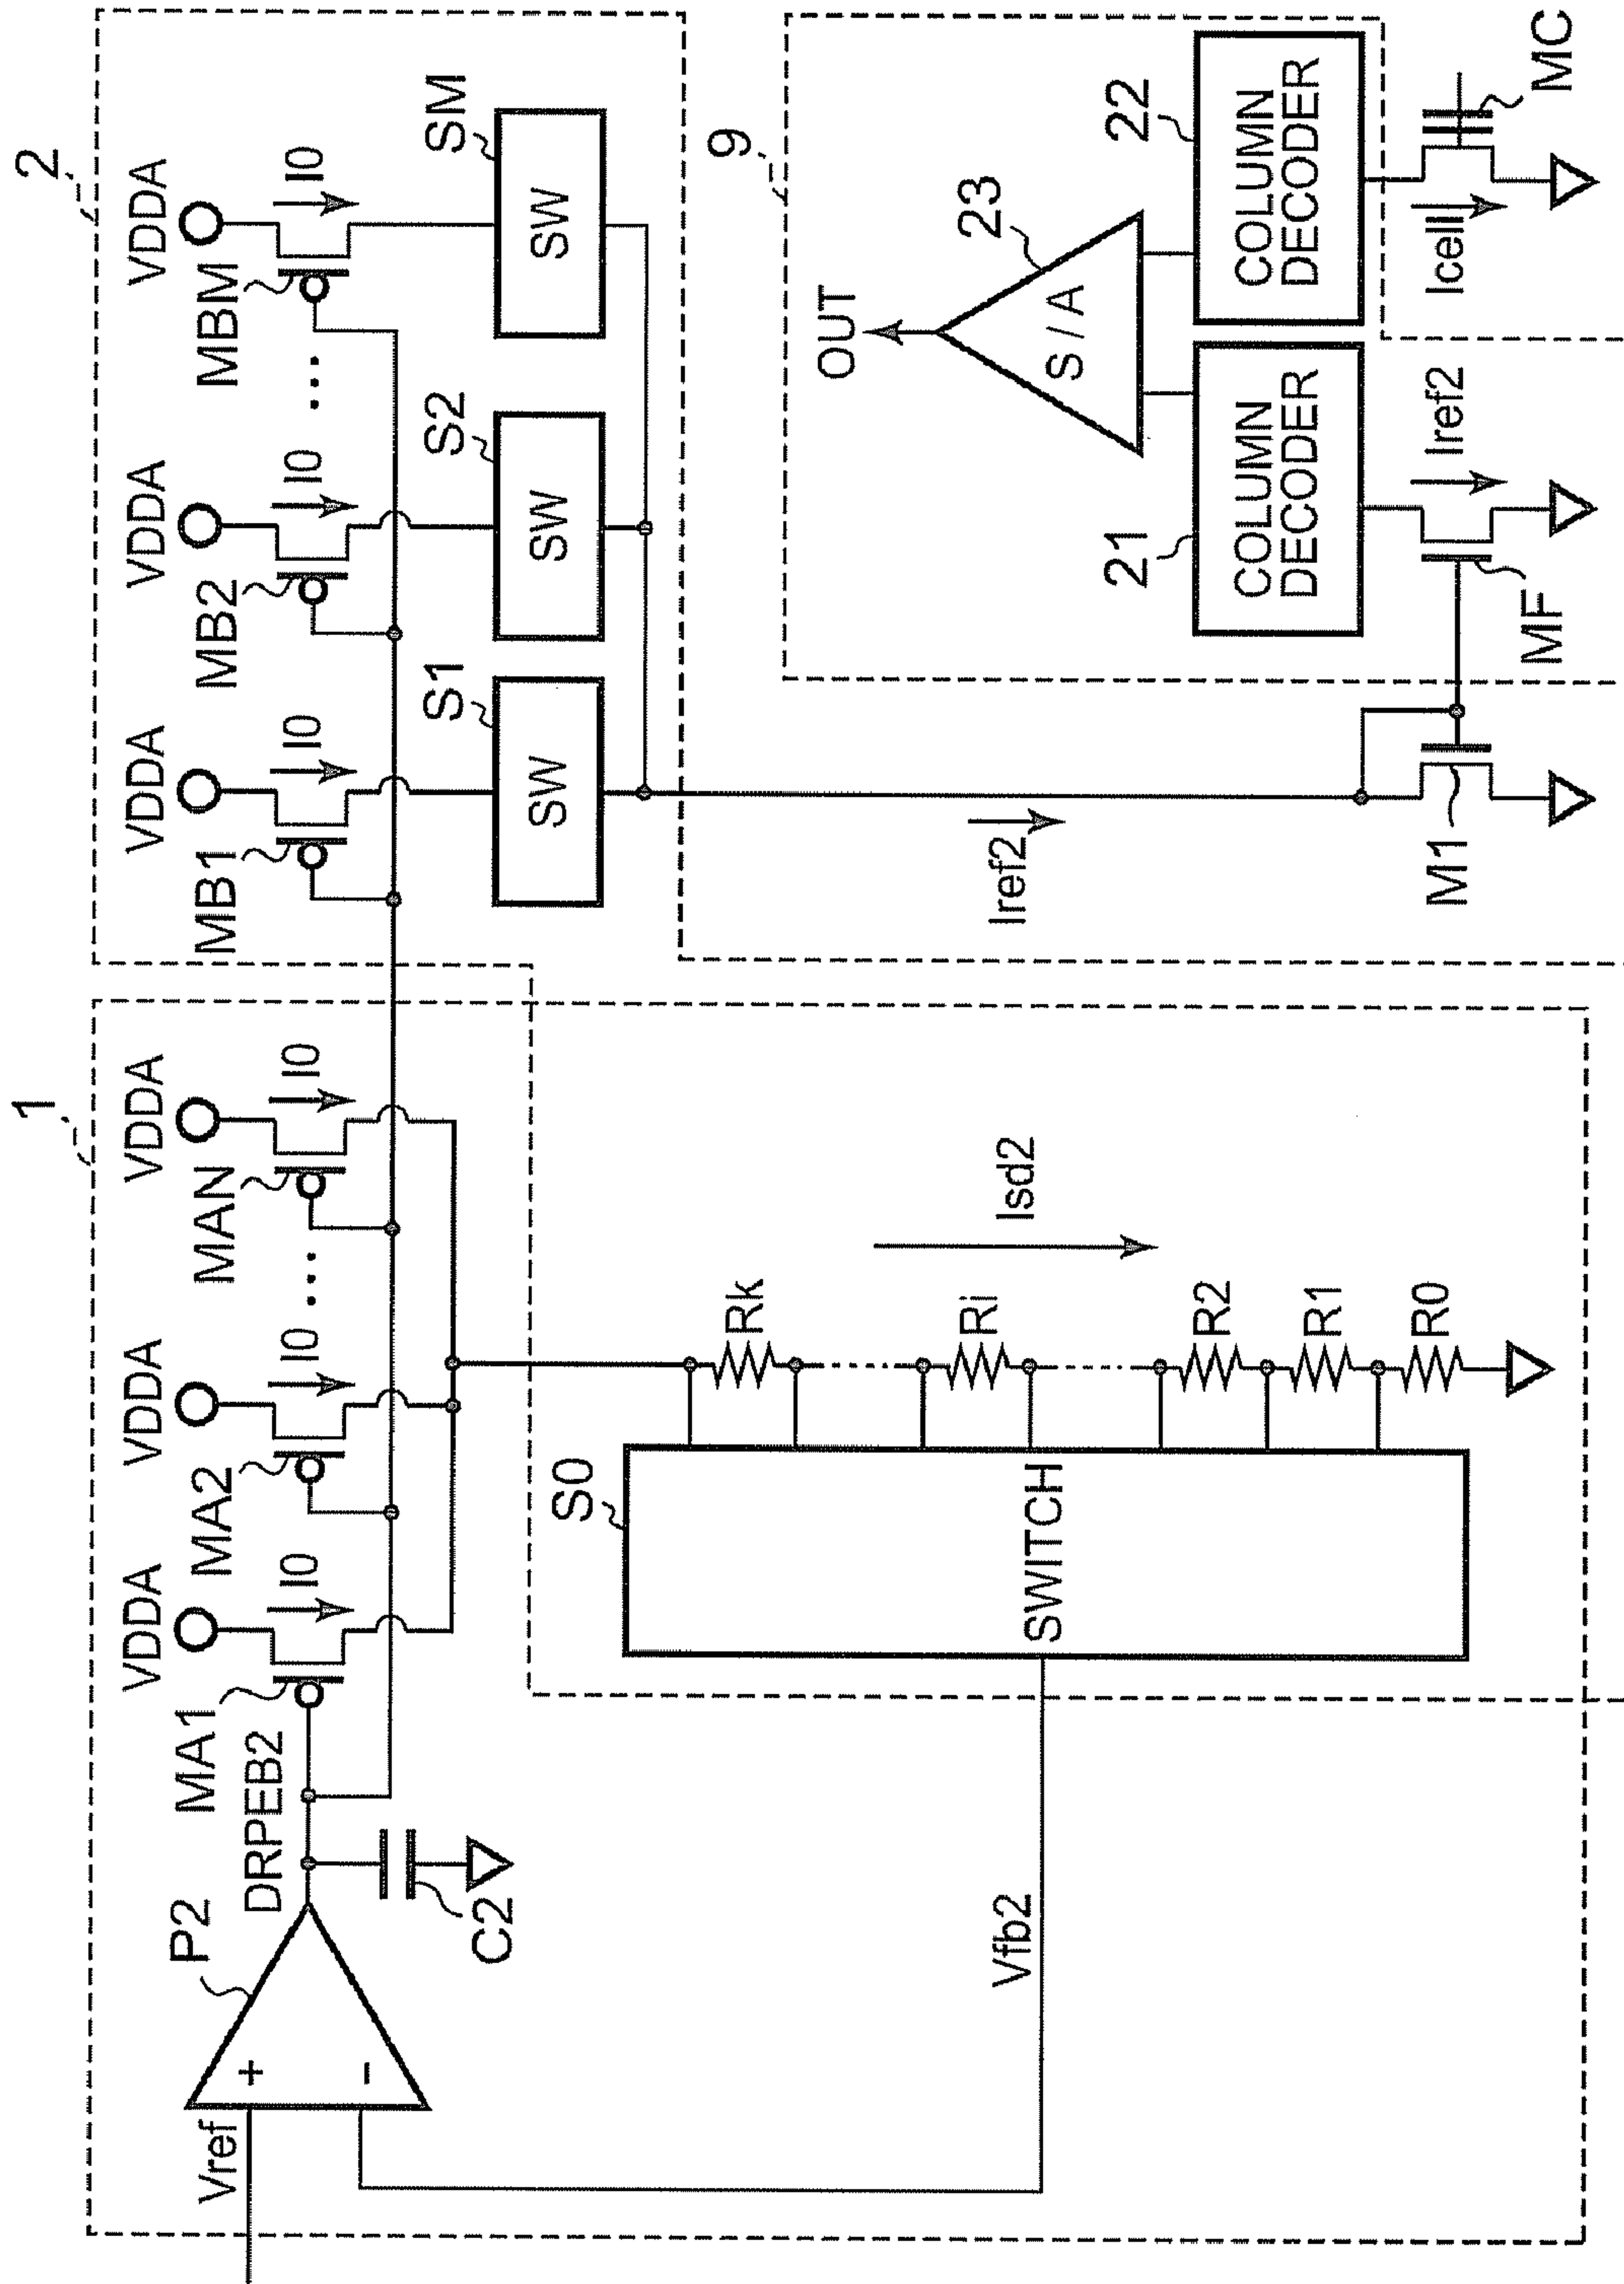 1
2
VDDA
VDDA
VDDA
VDDA
VDDA
VDDA
P2
MA1
I0
MA2
I0
...
MAN
I0
MB1
I0
MB2
I0
...
MBM
I0
Vref
+
-
DRPEB2
C2
S1
SW
S2
SW
SM
SW
S0
SWITCH
Rk
Ri
R2
R1
R0
Isd2
Vfb2
Iref2
9
OUT
23
S / A
21
COLUMN
DECODER
22
COLUMN
DECODER
M1
MF
Iref2
Icell
MC